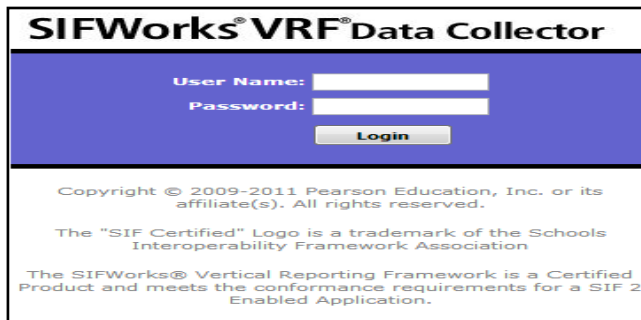 SIFWorks® VRF® Data Collector
User Name:
Password:
Login
Copyright © 2009-2011 Pearson Education, Inc. or its
affiliate(s). All rights reserved.
The "SIF Certified" Logo is a trademark of the Schools
Interoperability Framework Association
The SIFWorks® Vertical Reporting Framework is a Certified
Product and meets the conformance requirements for a SIF 2
Enabled Application.